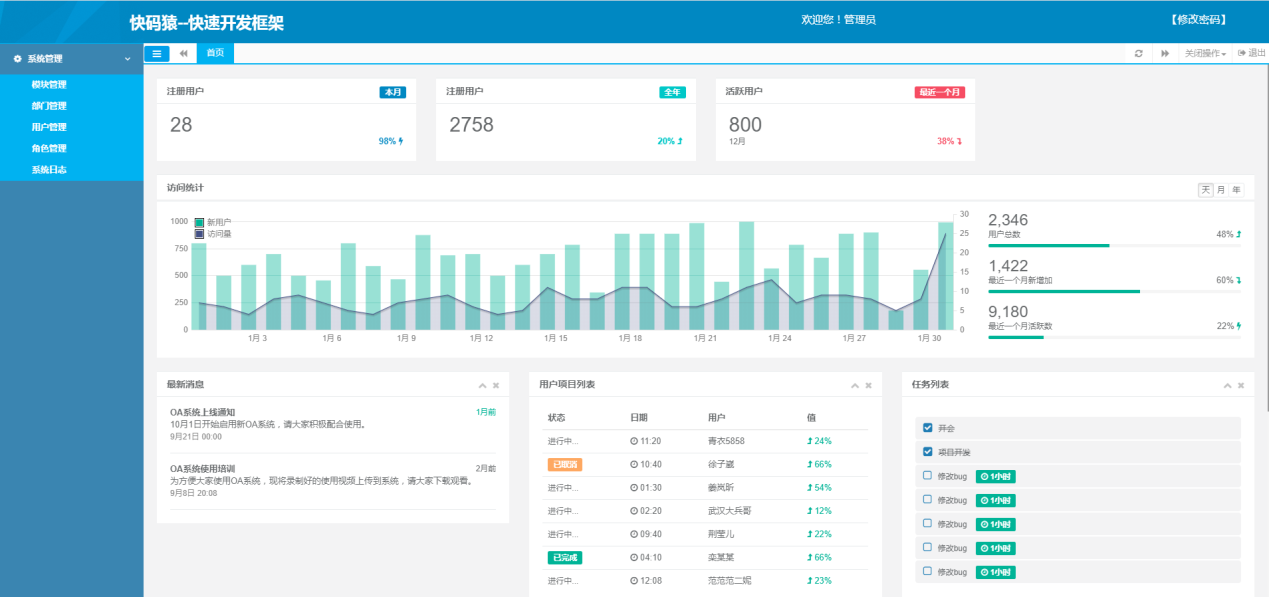 快码猿--快速开发框架
欢迎您！管理员
【修改密码】
系统管理
模块管理
部门管理
用户管理
角色管理
系统日志
首页
关闭操作
退出
注册用户 本月
28
98%
注册用户 全年
2758
20%
活跃用户 最近一个月
800
12月
38%
访问统计
天 月 年
新用户
访问量
1000
750
500
250
0
30
25
20
15
10
5
0
1月 3 1月 6 1月 9 1月 12 1月 15 1月 18 1月 21 1月 24 1月 27 1月 30
2,346
用户总数 48%
1,422
最近一个月新增加 60%
9,180
最近一个月活跃数 22%
最新消息
OA系统上线通知 1月前
10月1日开始启用新OA系统，请大家积极配合使用。
9月21日 00:00
OA系统使用培训 2月前
为方便大家使用OA系统，现将录制好的使用视频上传到系统，请大家下载观看。
9月8日 20:08
用户项目列表
状态 日期 用户 值
进行中... 11:20 青衣5858 24%
已取消 10:40 徐子崴 66%
进行中... 01:30 姜岚昕 54%
进行中... 02:20 武汉大兵哥 12%
进行中... 09:40 荆莹儿 22%
已完成 04:10 栾某某 66%
进行中... 12:08 范范范二妮 23%
任务列表
开会
项目开发
修改bug 1小时
修改bug 1小时
修改bug 1小时
修改bug 1小时
修改bug 1小时